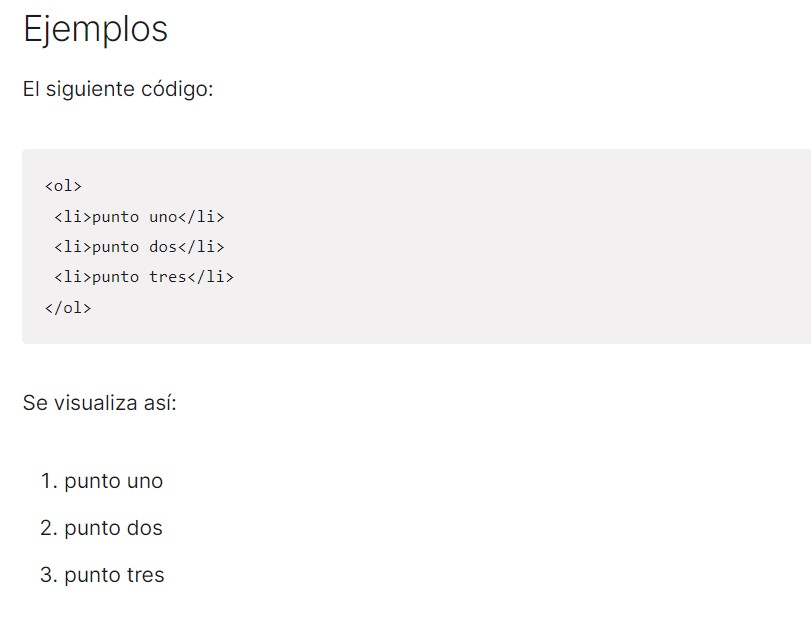 Ejemplos
El siguiente código:
<ol>
 <li>punto uno</li>
 <li>punto dos</li>
 <li>punto tres</li>
</ol>
Se visualiza así:
1. punto uno
2. punto dos
3. punto tres